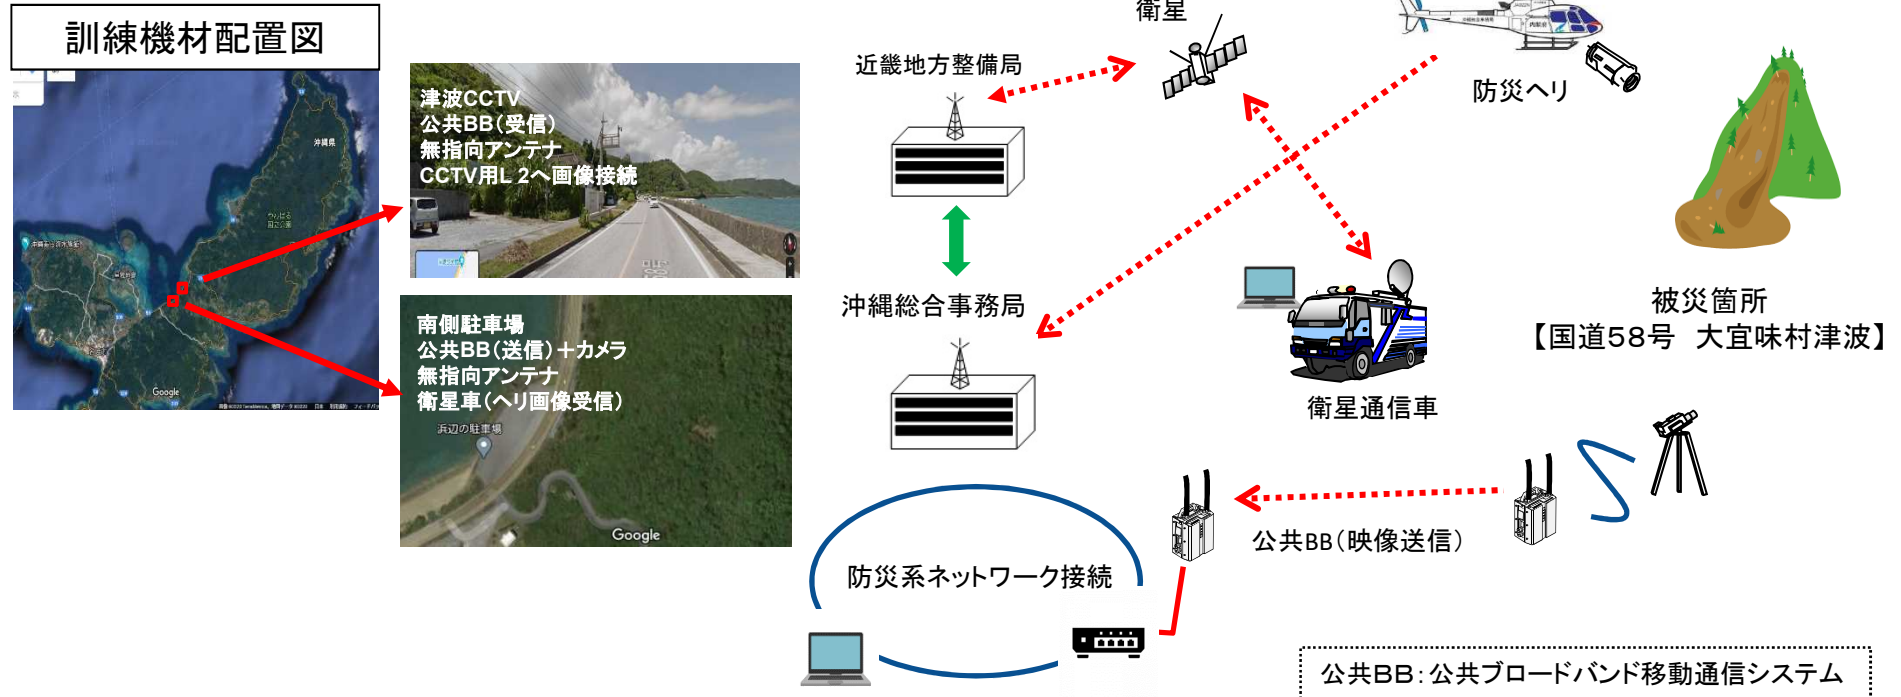 訓練機材配置図
沖縄県
やんばる
国立公園
Google
津波CCTV
公共BB(受信)
無指向アンテナ
CCTV用L 2へ画像接続
南側駐車場
公共BB(送信)+カメラ
無指向アンテナ
衛星車(ヘリ画像受信)
浜辺の駐車場
Google
衛星
近畿地方整備局
防災ヘリ
沖縄総合事務局
衛星通信車
被災箇所
【国道58号 大宜味村津波】
公共BB(映像送信)
防災系ネットワーク接続
公共BB:公共ブロードバンド移動通信システム